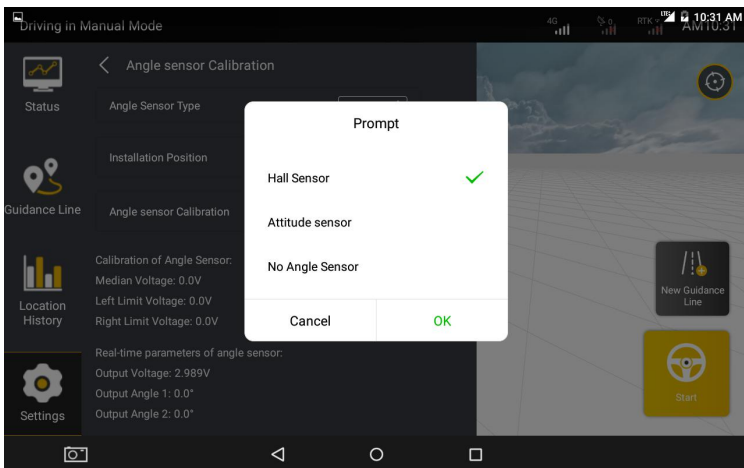 Driving in Manual Mode
4G
RTK
LTE
10:31 AM
AM10:31
Status
Guidance Line
Location
History
Settings
Angle sensor Calibration
Angle Sensor Type
Installation Position
Angle sensor Calibration
Calibration of Angle Sensor:
Median Voltage: 0.0V
Left Limit Voltage: 0.0V
Right Limit Voltage: 0.0V
Real-time parameters of angle sensor:
Output Voltage: 2.989V
Output Angle 1: 0.0°
Output Angle 2: 0.0°
Prompt
Hall Sensor
Attitude sensor
No Angle Sensor
Cancel
OK
New Guidance
Line
Start